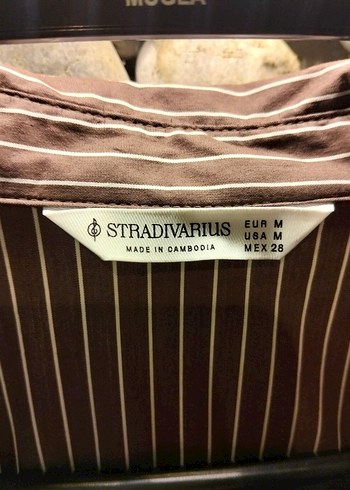 STRADIVARIUS
MADE IN CAMBODIA
EUR M
USA M
MEX 28